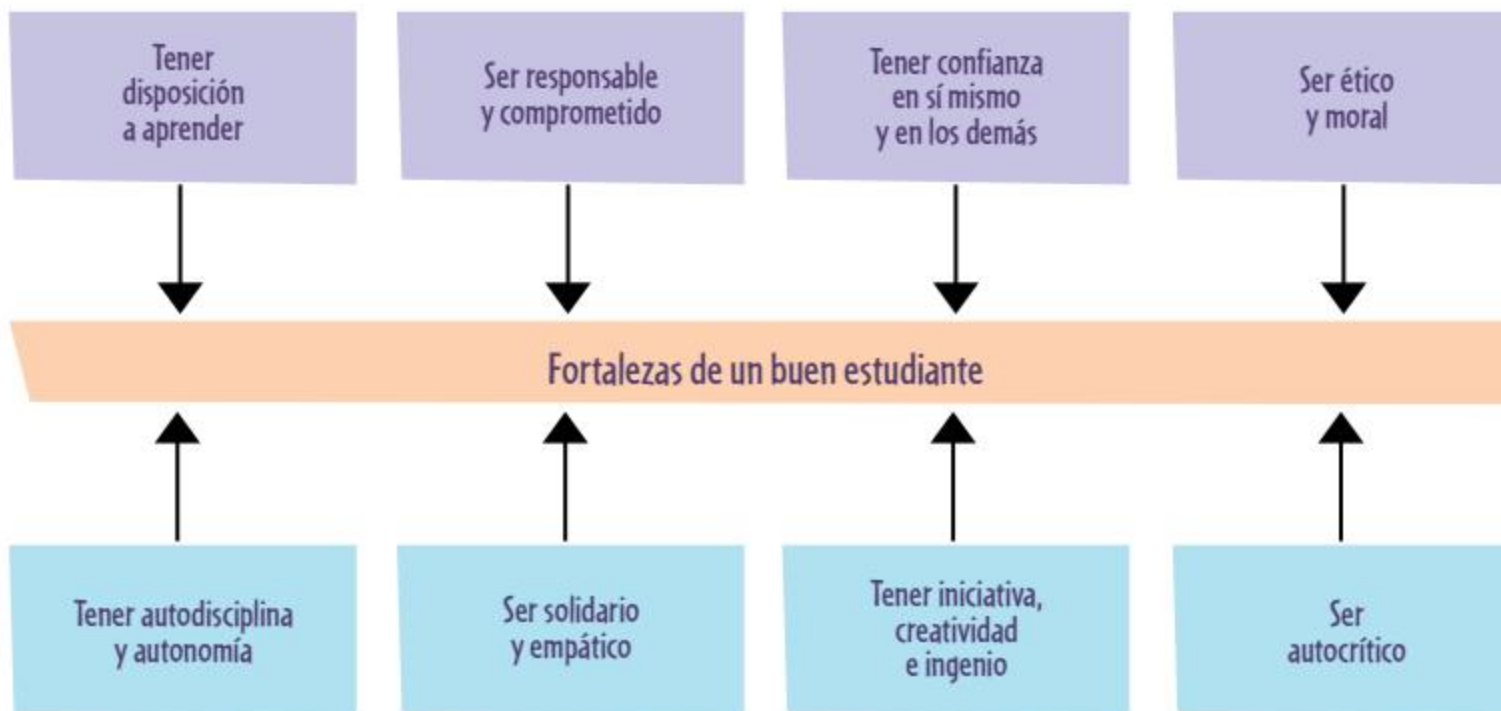 Tener
disposición
a aprender
Ser responsable
y comprometido
Tener confianza
en sí mismo
y en los demás
Ser ético
y moral
Fortalezas de un buen estudiante
Tener autodisciplina
y autonomía
Ser solidario
y empático
Tener iniciativa,
creatividad
e ingenio
Ser
autocrítico